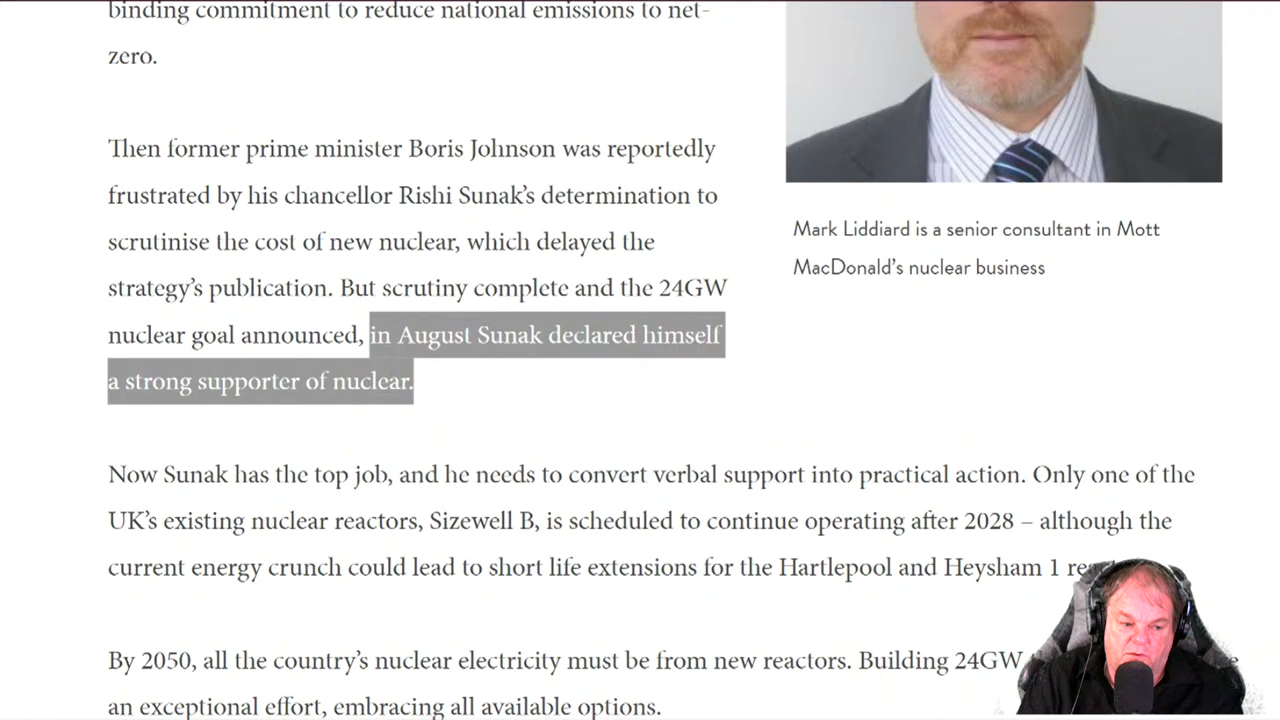 binding commitment to reduce national emissions to net-
zero.
Then former prime minister Boris Johnson was reportedly
frustrated by his chancellor Rishi Sunak's determination to
scrutinise the cost of new nuclear, which delayed the
strategy's publication. But scrutiny complete and the 24GW
nuclear goal announced, in August Sunak declared himself
a strong supporter of nuclear.
Mark Liddiard is a senior consultant in Mott
MacDonald's nuclear business
Now Sunak has the top job, and he needs to convert verbal support into practical action. Only one of the
UK's existing nuclear reactors, Sizewell B, is scheduled to continue operating after 2028 – although the
current energy crunch could lead to short life extensions for the Hartlepool and Heysham 1
By 2050, all the country's nuclear electricity must be from new reactors. Building 24GW
an exceptional effort, embracing all available options.